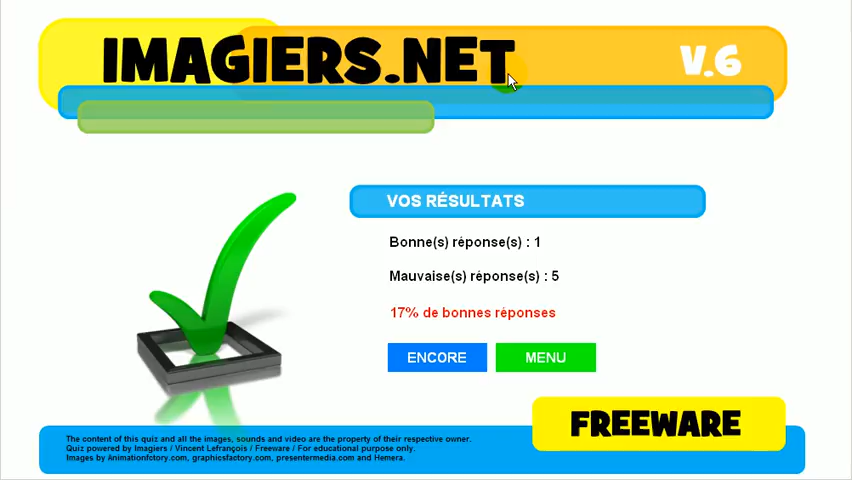 IMAGIERS.NET
V.6
VOS RÉSULTATS
Bonne(s) réponse(s) : 1
Mauvaise(s) réponse(s) : 5
17% de bonnes réponses
ENCORE
MENU
FREEWARE
The content of this quiz and all the images, sounds and video are the property of their respective owner.
Quiz powered by Imagiers / Vincent Lefrançois / Freeware / For educational purpose only.
Images by Animationfctory.com, graphicsfactory.com, presentermedia.com and Hemera.